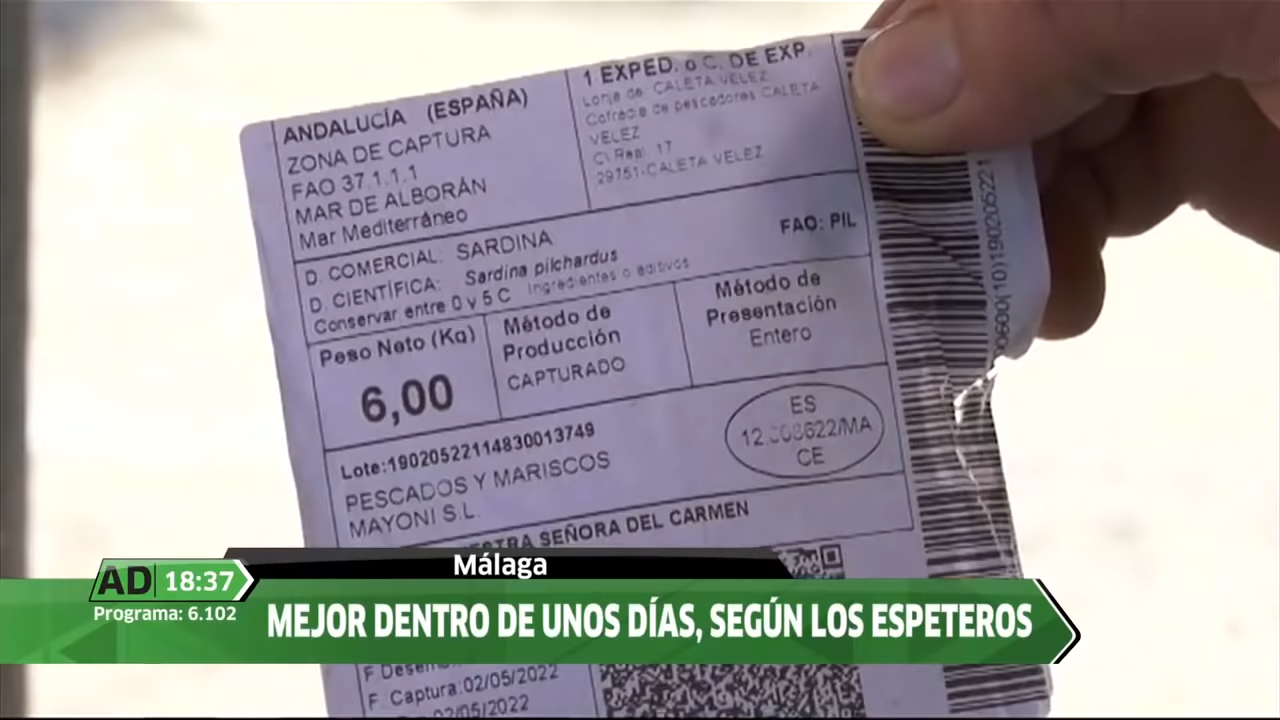 ANDALUCÍA (ESPAÑA)
ZONA DE CAPTURA
FAO 37.1.1.1
MAR DE ALBORÁN
Mar Mediterráneo
1 EXPED. o C. DE EXP.
Lonja de: CALETA VELEZ
Cofradia de pescadores CALETA
VELEZ
C\ Real, 17
29751-CALETA VELEZ
D. COMERCIAL: SARDINA
FAO: PIL
D. CIENTÍFICA: Sardina pilchardus
Conservar entre 0 y 5 C Ingredientes o aditivos
Peso Neto (Kg)
6,00
Método de
Producción
CAPTURADO
Método de
Presentación
Entero
Lote:19020522114830013749
PESCADOS Y MARISCOS
MAYONI S.L.
ES
CE
SEÑORA DEL CARMEN
F. Captura:02/05/2022
02/05/2022
Málaga
AD 18:37
Programa: 6.102
MEJOR DENTRO DE UNOS DÍAS, SEGÚN LOS ESPETEROS